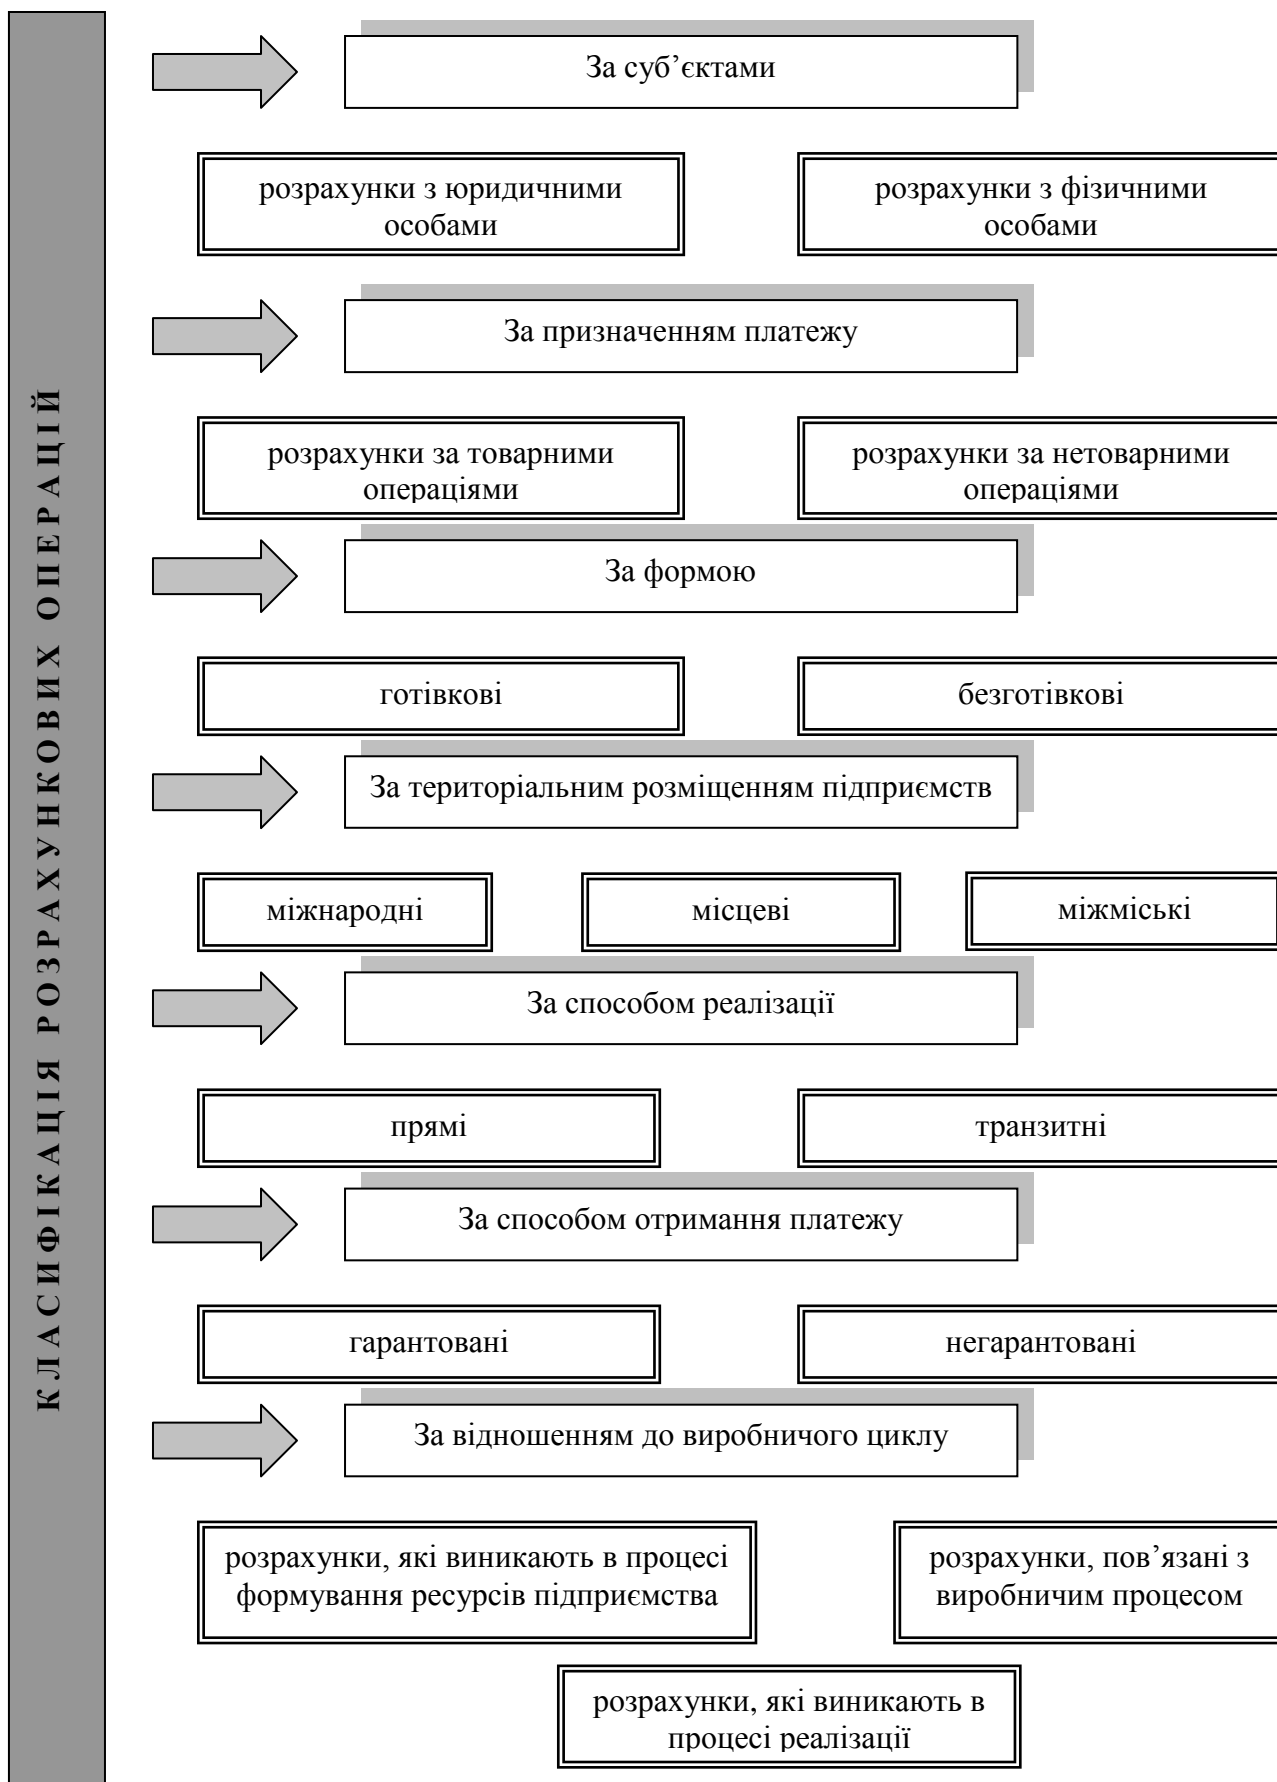 КЛАСИФІКАЦІЯ РОЗРАХУНКОВИХ ОПЕРАЦІЙ
За суб’єктами
розрахунки з юридичними
особами
розрахунки з фізичними
особами
За призначенням платежу
розрахунки за товарними
операціями
розрахунки за нетоварними
операціями
За формою
готівкові
безготівкові
За територіальним розміщенням підприємств
міжнародні
місцеві
міжміські
За способом реалізації
прямі
транзитні
За способом отримання платежу
гарантовані
негарантовані
За відношенням до виробничого циклу
розрахунки, які виникають в процесі
формування ресурсів підприємства
розрахунки, пов’язані з
виробничим процесом
розрахунки, які виникають в
процесі реалізації